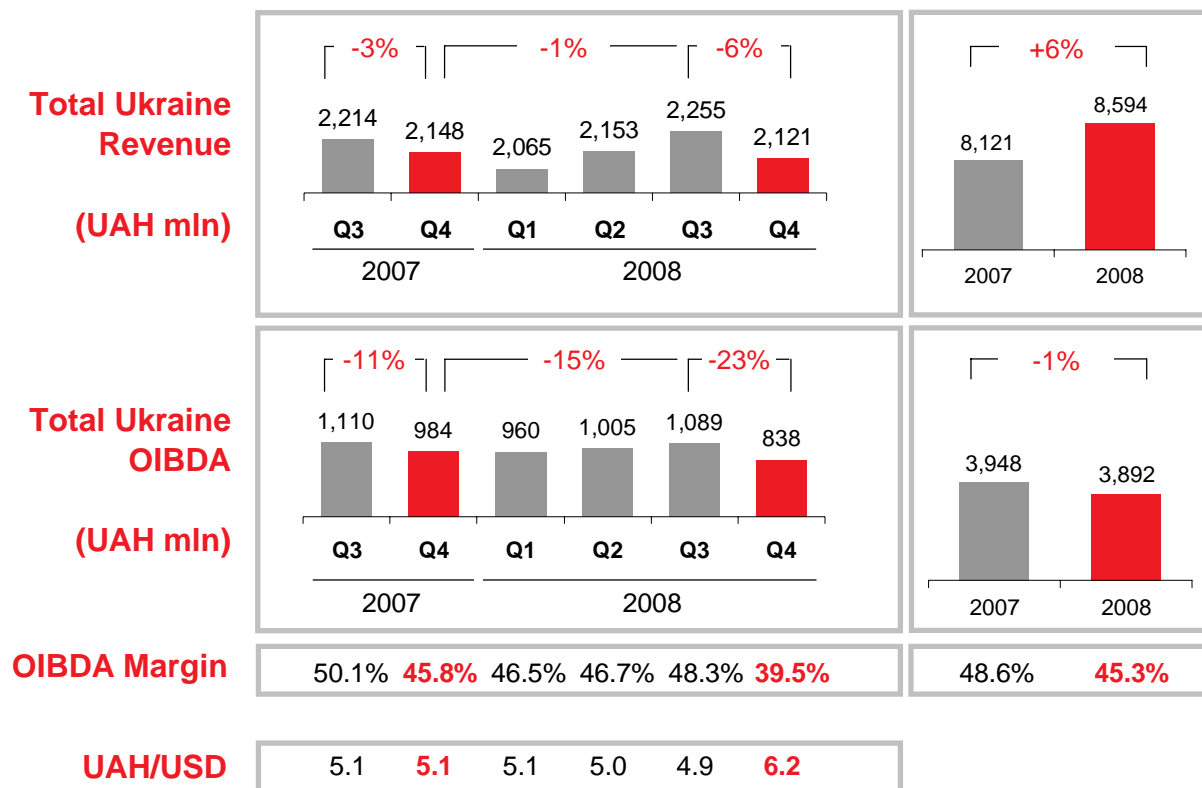 Total Ukraine
Revenue
(UAH mln)
-3% -1% -6%
2,214 2,148 2,065 2,153 2,255 2,121
Q3 Q4 Q1 Q2 Q3 Q4
2007 2008
+6%
8,121 8,594
2007 2008
Total Ukraine
OIBDA
(UAH mln)
-11% -15% -23%
1,110 984 960 1,005 1,089 838
Q3 Q4 Q1 Q2 Q3 Q4
2007 2008
-1%
3,948 3,892
2007 2008
OIBDA Margin 50.1% 45.8% 46.5% 46.7% 48.3% 39.5% 48.6% 45.3%
UAH/USD 5.1 5.1 5.1 5.0 4.9 6.2